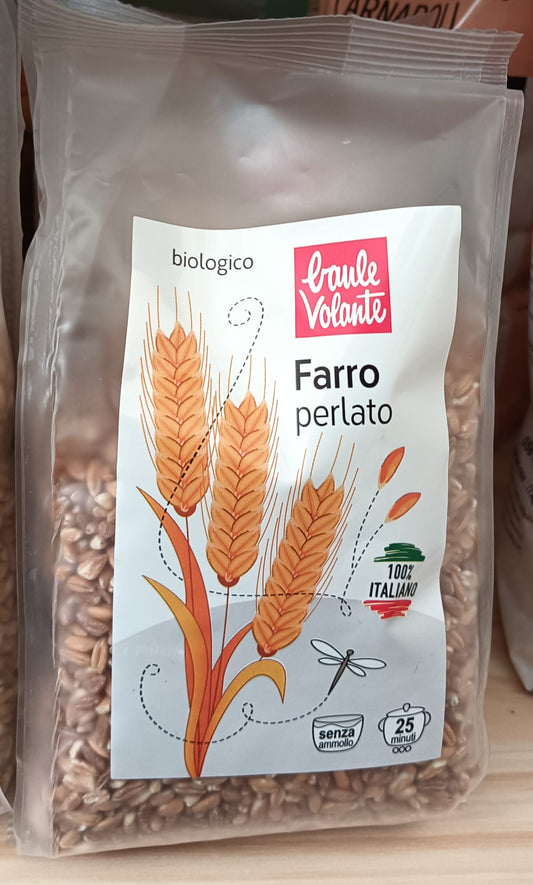 biologico
baule
Volante
Farro
perlato
100%
ITALIANO
senza
ammollo
25
minuti